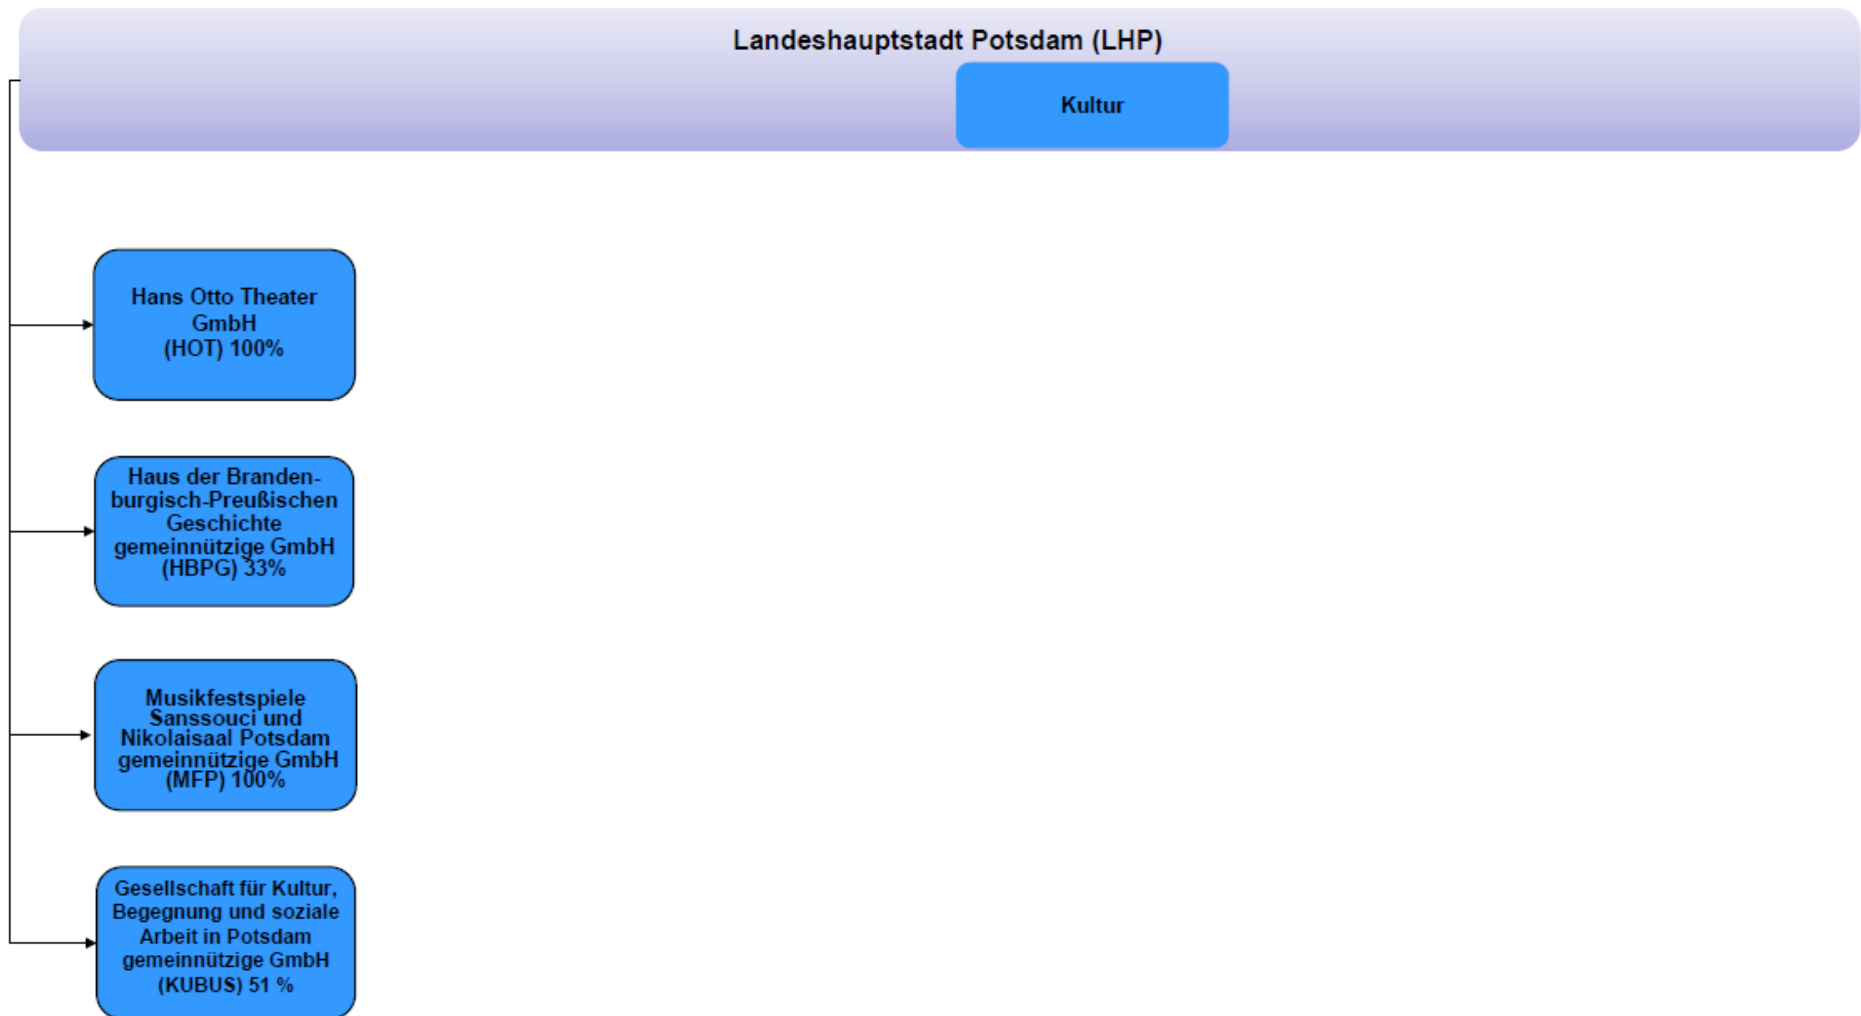 Landeshauptstadt Potsdam (LHP)
Kultur
Hans Otto Theater
GmbH
(HOT) 100%
Haus der Branden-
burgisch-Preußischen
Geschichte
gemeinnützige GmbH
(HBPG) 33%
Musikfestspiele
Sanssouci und
Nikolaisaal Potsdam
gemeinnützige GmbH
(MFP) 100%
Gesellschaft für Kultur,
Begegnung und soziale
Arbeit in Potsdam
gemeinnützige GmbH
(KUBUS) 51 %